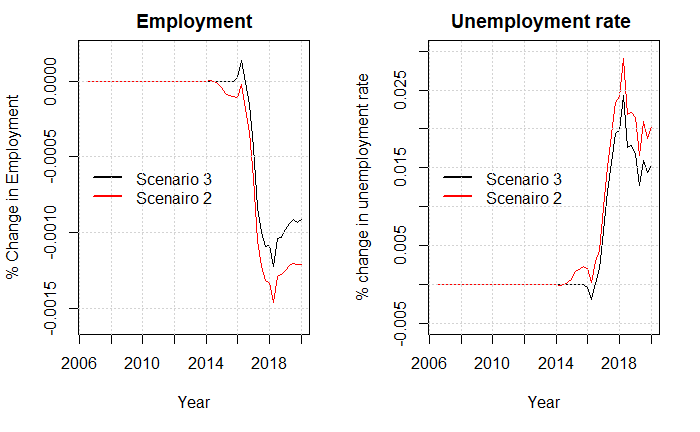 Employment
% Change in Employment
0.0000
-0.0005
-0.0010
-0.0015
Scenario 3
Scenairo 2
2006 2010 2014 2018
Year
Unemployment rate
% change in unemployment rate
0.025
0.015
0.005
-0.005
Scenario 3
Scenairo 2
2006 2010 2014 2018
Year